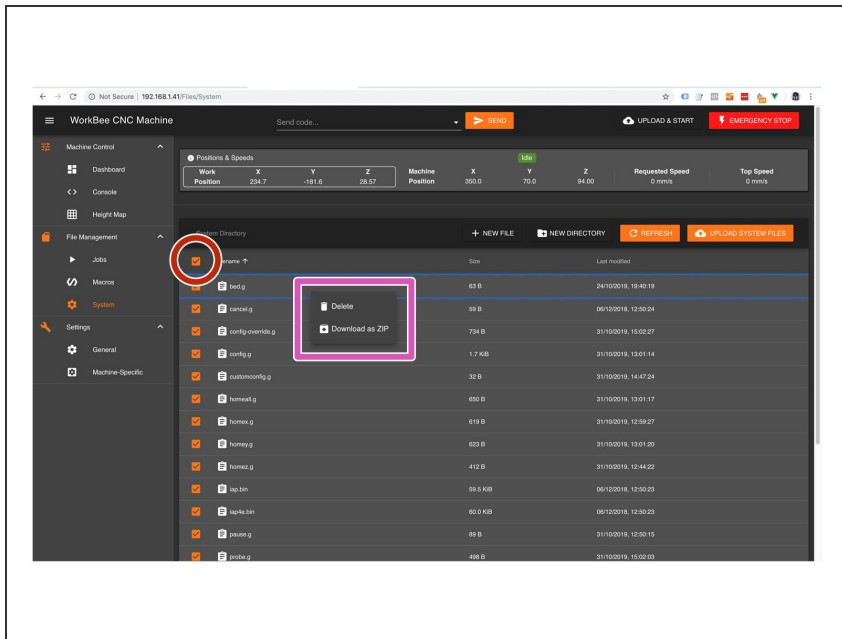 Not Secure | 192.168.1.41/Files/System
WorkBee CNC Machine
Send code...
SEND
UPLOAD & START
EMERGENCY STOP
Machine Control
Dashboard
Console
Height Map
File Management
Jobs
Macros
System
Settings
General
Machine-Specific
Positions & Speeds
Idle
Work Position X 234.7 Y -181.6 Z 28.57 Machine Position X 350.0 Y 70.0 Z 94.00 Requested Speed 0 mm/s Top Speed 0 mm/s
System Directory
NEW FILE
NEW DIRECTORY
REFRESH
UPLOAD SYSTEM FILES
Size Last modified
bed.g 63 B 24/10/2019, 19:40:19
cancel.g 59 B 06/12/2018, 12:50:24
config-override.g 734 B 31/10/2019, 15:02:27
config.g 1.7 KiB 31/10/2019, 13:01:14
customconfig.g 32 B 31/10/2019, 14:47:24
homeall.g 650 B 31/10/2019, 13:01:17
homex.g 619 B 31/10/2019, 12:59:27
homey.g 623 B 31/10/2019, 13:01:20
homez.g 412 B 31/10/2019, 12:44:22
iap.bin 59.5 KiB 06/12/2018, 12:50:23
iap4e.bin 60.0 KiB 06/12/2018, 12:50:23
pause.g 89 B 31/10/2019, 12:50:15
probe.g 498 B 31/10/2019, 15:02:03
Delete
Download as ZIP